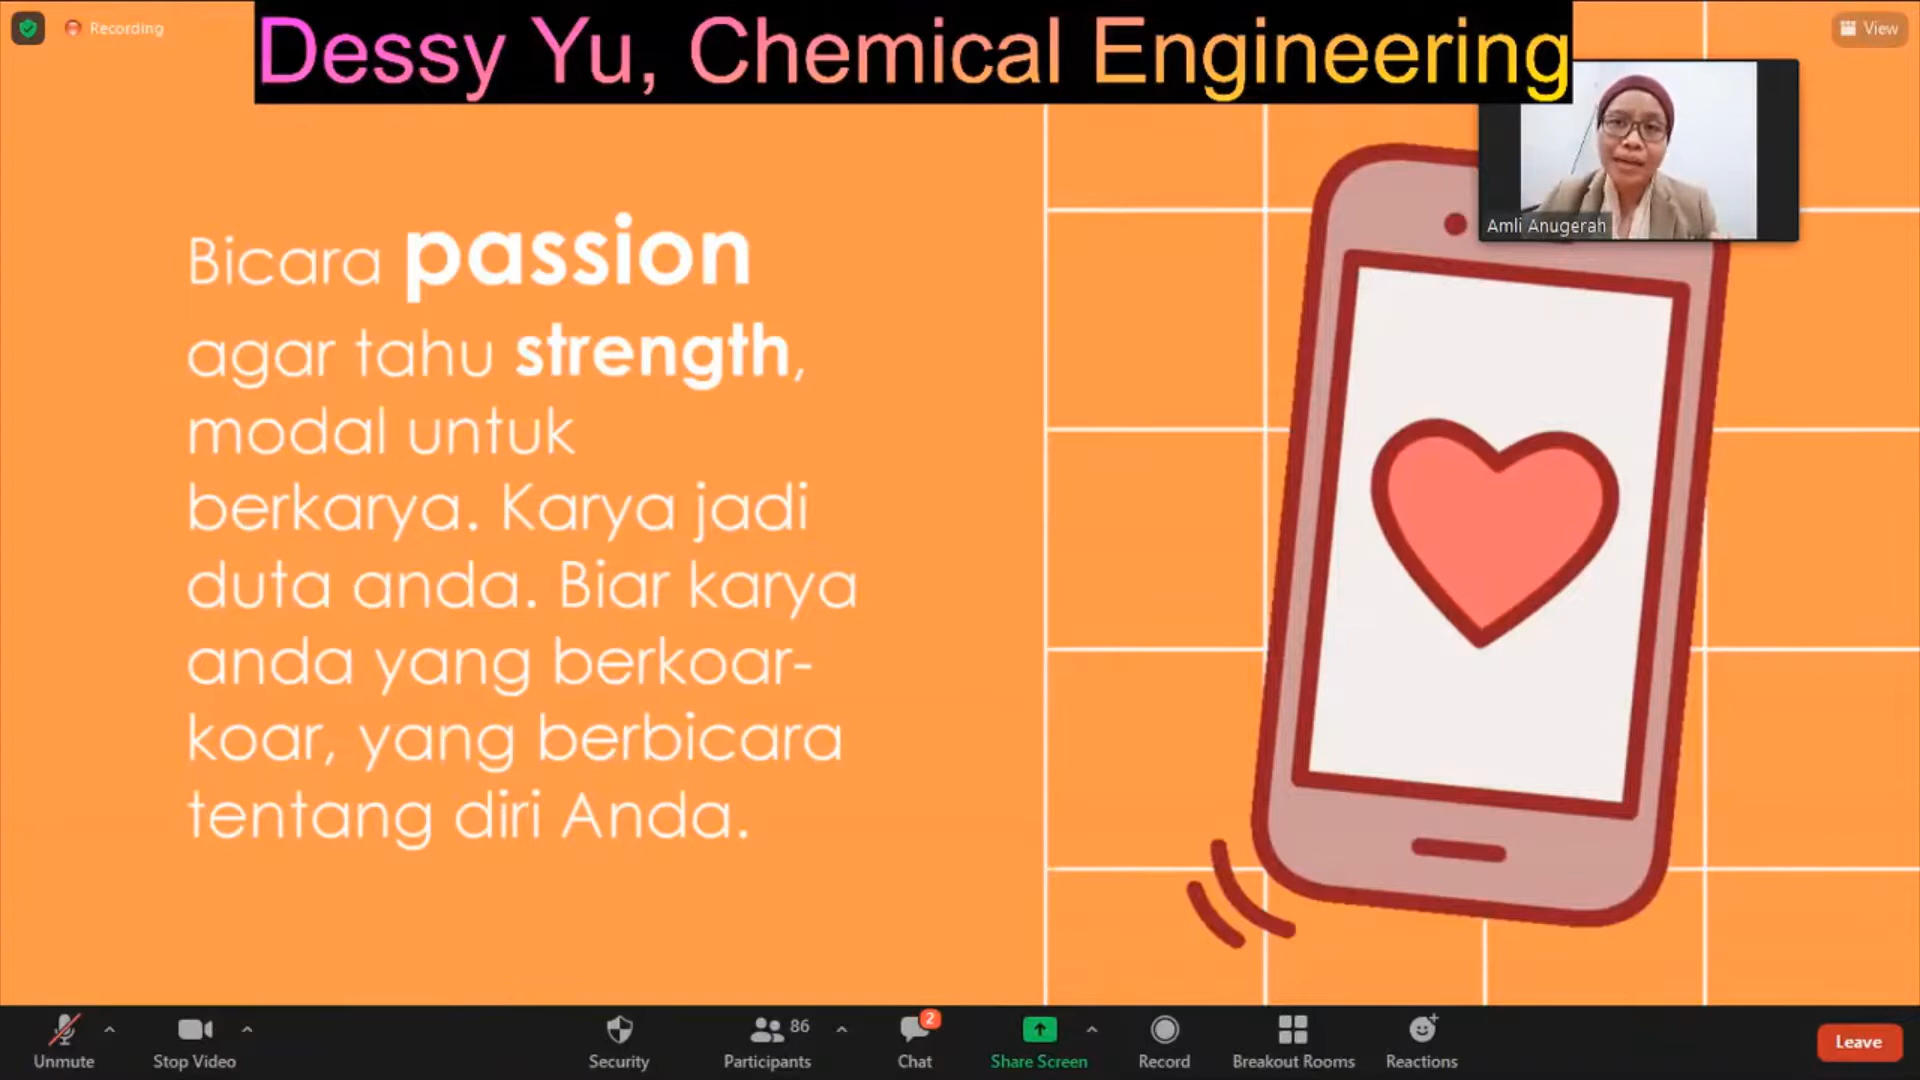 Recording
Dessy Yu, Chemical Engineering
View
Amli Anugerah
Bicara passion
agar tahu strength,
modal untuk
berkarya. Karya jadi
duta anda. Biar karya
anda yang berkoar-
koar, yang berbicara
tentang diri Anda.
Unmute
Stop Video
Security
86
Participants
2
Chat
Share Screen
Record
Breakout Rooms
Reactions
Leave